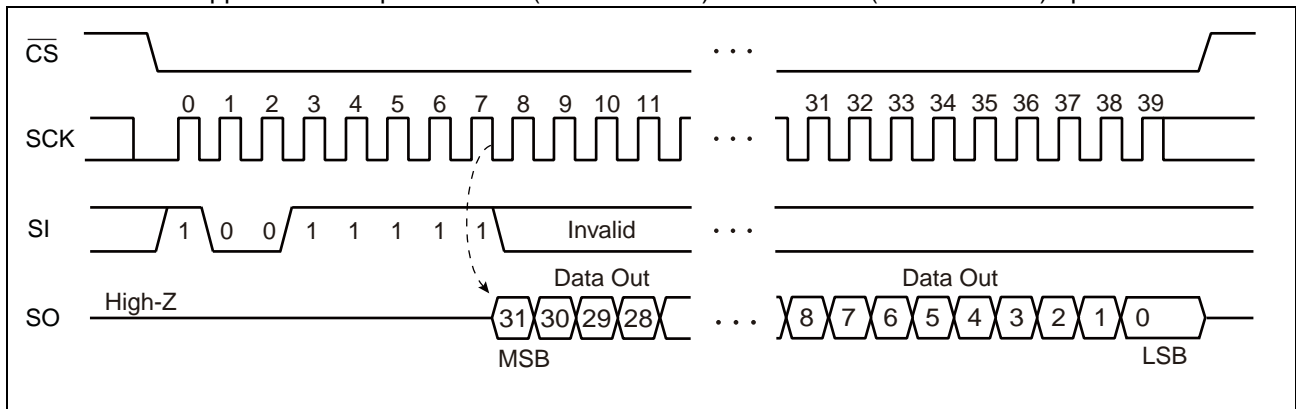 CS
0 1 2 3 4 5 6 7 8 9 10 11 31 32 33 34 35 36 37 38 39
SCK
. . .
SI 1 0 0 1 1 1 1 1 Invalid . . .
Data Out Data Out
High-Z
SO 31 30 29 28 . . . 8 7 6 5 4 3 2 1 0
MSB LSB